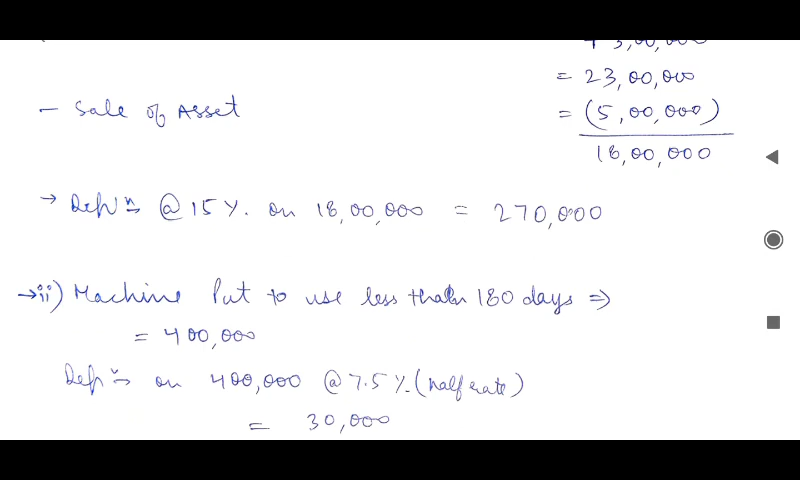 = 23,00,000
- Sale of Asset = (5,00,000)
18,00,000
→ Depn @ 15%. on 18,00,000 = 270,000
→ ii) Machine Put to use less than 180 days ⇒
= 400,000
Depn on 400,000 @ 7.5%. (half rate)
= 30,000